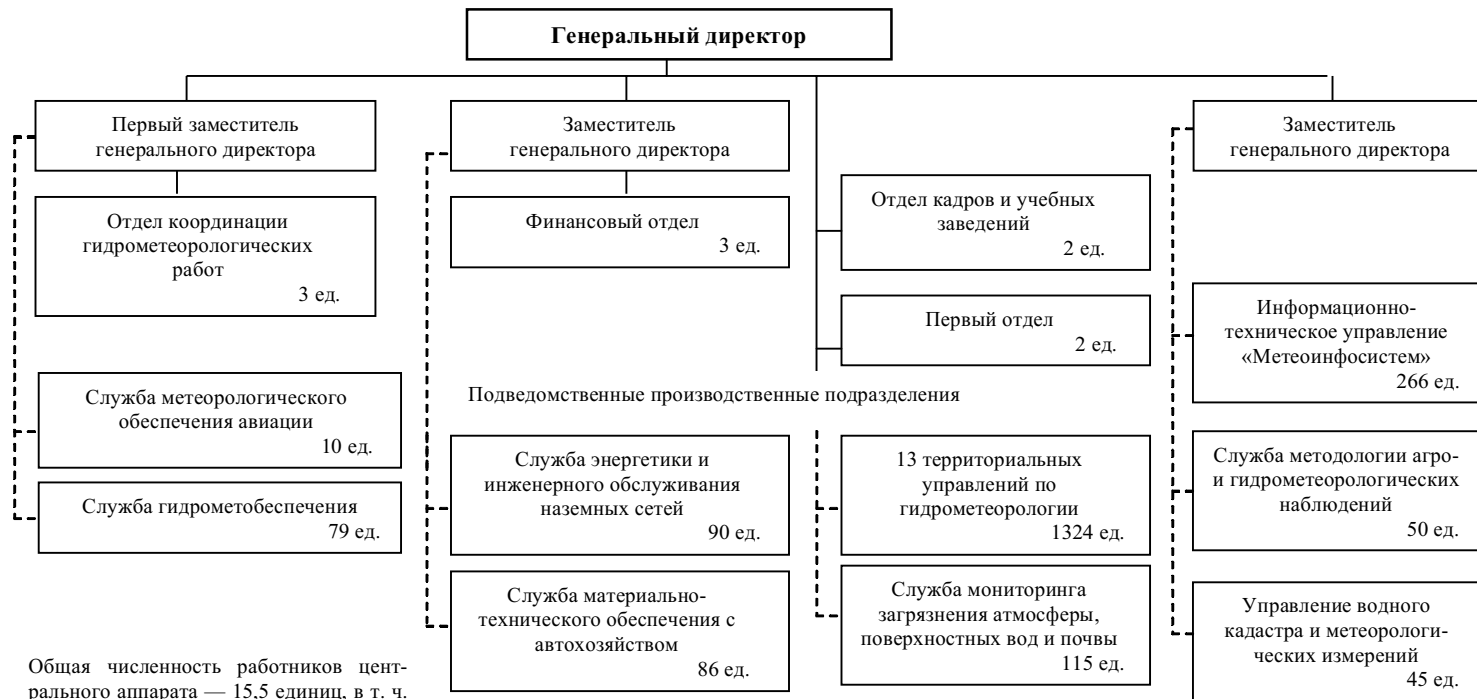 Генеральный директор
Первый заместитель
генерального директора
Заместитель
генерального директора
Заместитель
генерального директора
Отдел координации
гидрометеорологических
работ
3 ед.
Финансовый отдел
3 ед.
Отдел кадров и учебных
заведений
2 ед.
Первый отдел
2 ед.
Информационно-
техническое управление
«Метеоинфосистем»
266 ед.
Подведомственные производственные подразделения
Служба метеорологического
обеспечения авиации
10 ед.
Служба гидрометобеспечения
79 ед.
Служба энергетики и
инженерного обслуживания
наземных сетей
90 ед.
13 территориальных
управлений по
гидрометеорологии
1324 ед.
Служба методологии агро-
и гидрометеорологических
наблюдений
50 ед.
Служба материально-
технического обеспечения с
автохозяйством
86 ед.
Служба мониторинга
загрязнения атмосферы,
поверхностных вод и почвы
115 ед.
Управление водного
кадастра и метеорологи-
ческих измерений
45 ед.
Общая численность работников цент-
рального аппарата — 15,5 единиц, в т. ч.